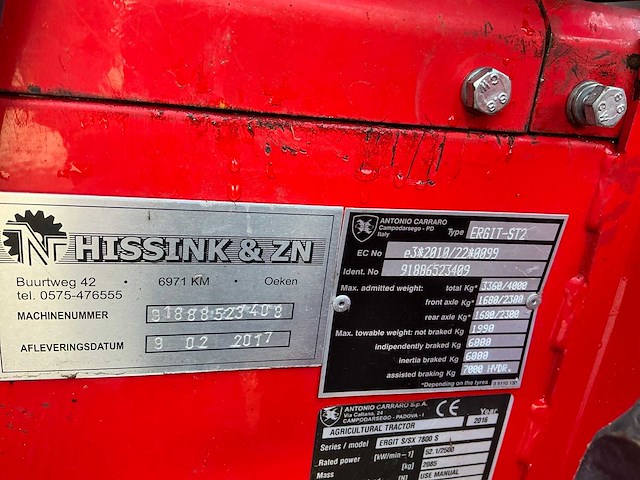 HISSINK & ZN
Buurtweg 42 • 6971 KM • Oeken
tel. 0575-476555
MACHINENUMMER
AFLEVERINGSDATUM 9 02 2017
ANTONIO CARRARO
Campodarsego - PD
Italy
Type ERGIT-ST2
EC No e3*2010/22*0099
Ident. No 91886523409
Max. admitted weight: total Kg* 3360/4000
front axle Kg* 1680/2300
rear axle Kg* 1680/2300
Max. towable weight: not braked Kg 1990
indipendently braked Kg 6000
inertia braked Kg 6000
assisted braking Kg 7000 HYDR.
*Depending on the tyres
ANTONIO CARRARO S.p.A.
Via Caltana, 24
CAMPODARSEGO - PADOVA - I
CE
Year
AGRICULTURAL TRACTOR 2016
Series / model ERGIT S/SX 7800 S
Rated power [kW/min-1] 52.1/2500
Mass [kg] 2085
[N] USE MANUAL